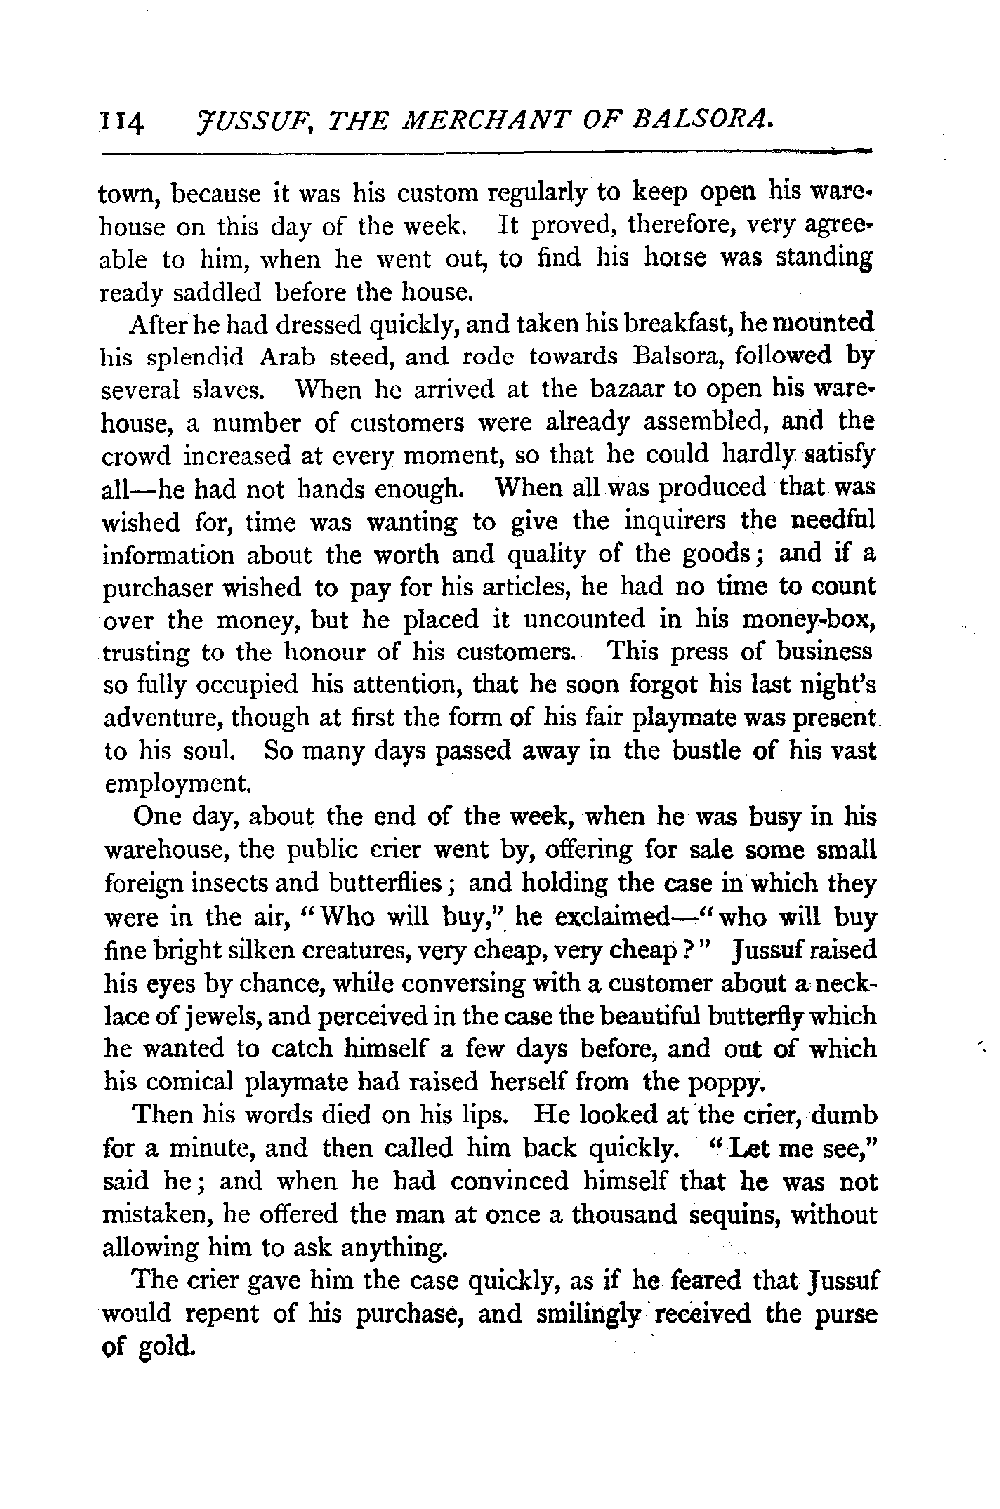 114 JUSSUF, THE MERCHANT OF BALSORA.
town, because it was his custom regularly to keep open his ware-
house on this day of the week. It proved, therefore, very agree-
able to him, when he went out, to find his horse was standing
ready saddled before the house.
After he had dressed quickly, and taken his breakfast, he mounted
his splendid Arab steed, and rode towards Balsora, followed by
several slaves. When he arrived at the bazaar to open his ware-
house, a number of customers were already assembled, and the
crowd increased at every moment, so that he could hardly satisfy
all—he had not hands enough. When all was produced that was
wished for, time was wanting to give the inquirers the needful
information about the worth and quality of the goods; and if a
purchaser wished to pay for his articles, he had no time to count
over the money, but he placed it uncounted in his money-box,
trusting to the honour of his customers. This press of business
so fully occupied his attention, that he soon forgot his last night's
adventure, though at first the form of his fair playmate was present
to his soul. So many days passed away in the bustle of his vast
employment.
One day, about the end of the week, when he was busy in his
warehouse, the public crier went by, offering for sale some small
foreign insects and butterflies; and holding the case in which they
were in the air, "Who will buy," he exclaimed—"who will buy
fine bright silken creatures, very cheap, very cheap?" Jussuf raised
his eyes by chance, while conversing with a customer about a neck-
lace of jewels, and perceived in the case the beautiful butterfly which
he wanted to catch himself a few days before, and out of which
his comical playmate had raised herself from the poppy.
Then his words died on his lips. He looked at the crier, dumb
for a minute, and then called him back quickly. "Let me see,"
said he; and when he had convinced himself that he was not
mistaken, he offered the man at once a thousand sequins, without
allowing him to ask anything.
The crier gave him the case quickly, as if he feared that Jussuf
would repent of his purchase, and smilingly received the purse
of gold.